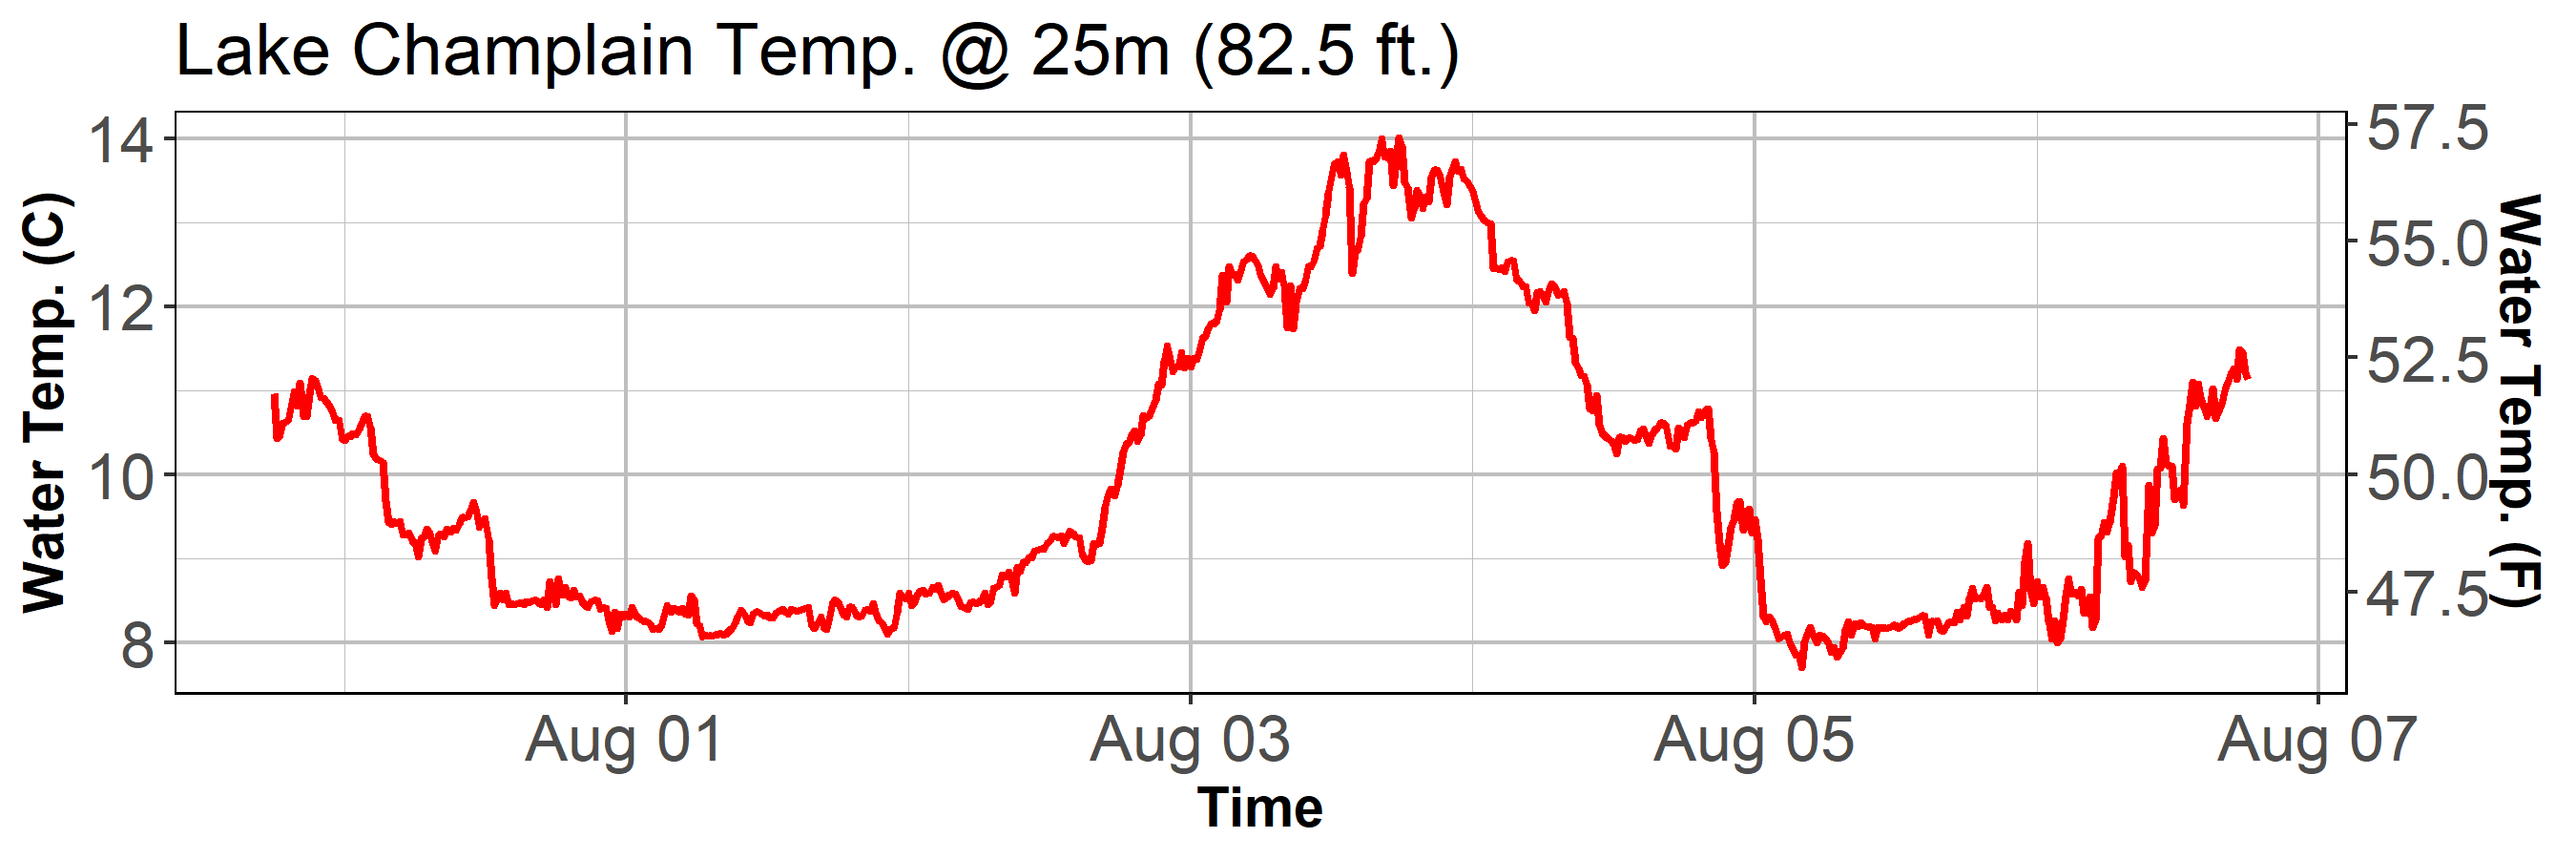 Lake Champlain Temp. @ 25m (82.5 ft.)
Water Temp. (C)
14
12
10
8
57.5
55.0
52.5
50.0
47.5
Water Temp. (F)
Aug 01 Aug 03 Aug 05 Aug 07
Time